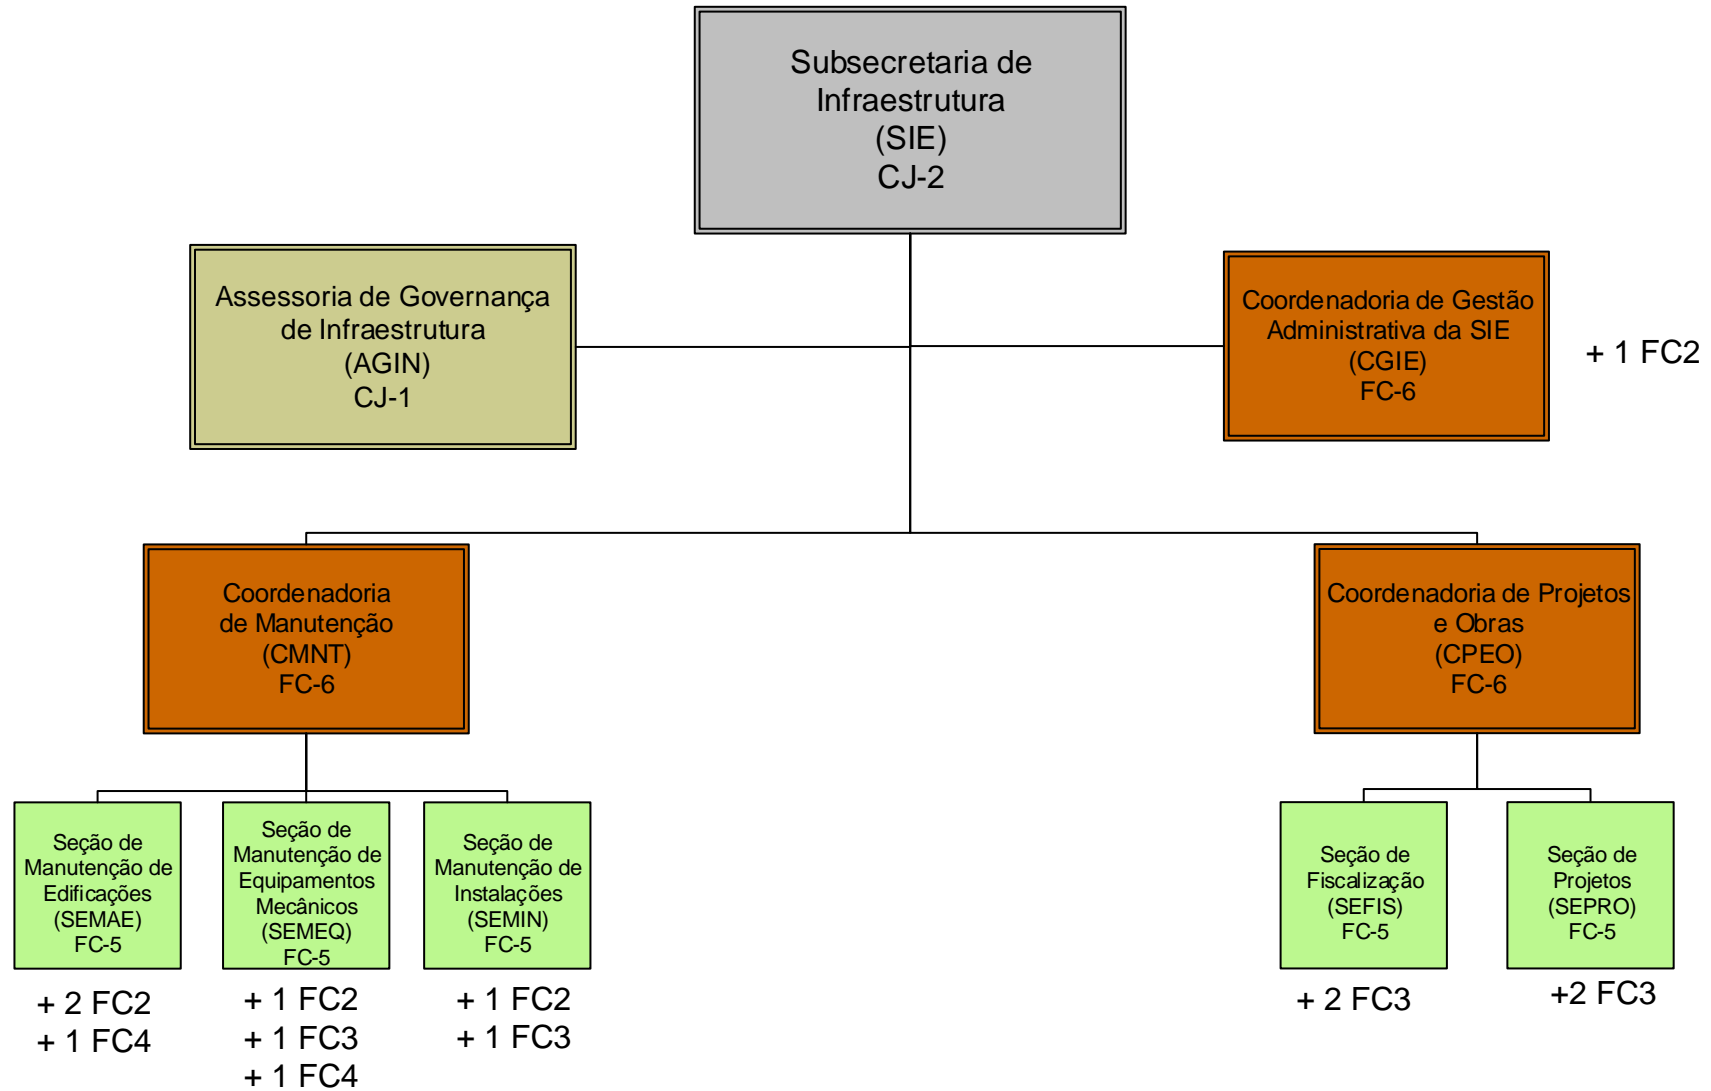 Subsecretaria de
Infraestrutura
(SIE)
CJ-2
Assessoria de Governança
de Infraestrutura
(AGIN)
CJ-1
Coordenadoria de Gestão
Administrativa da SIE
(CGIE)
FC-6
+ 1 FC2
Coordenadoria
de Manutenção
(CMNT)
FC-6
Coordenadoria de Projetos
e Obras
(CPEO)
FC-6
Seção de
Manutenção de
Edificações
(SEMAE)
FC-5
+ 2 FC2
+ 1 FC4
Seção de
Manutenção de
Equipamentos
Mecânicos
(SEMEQ)
FC-5
+ 1 FC2
+ 1 FC3
+ 1 FC4
Seção de
Manutenção de
Instalações
(SEMIN)
FC-5
+ 1 FC2
+ 1 FC3
Seção de
Fiscalização
(SEFIS)
FC-5
+ 2 FC3
Seção de
Projetos
(SEPRO)
FC-5
+2 FC3